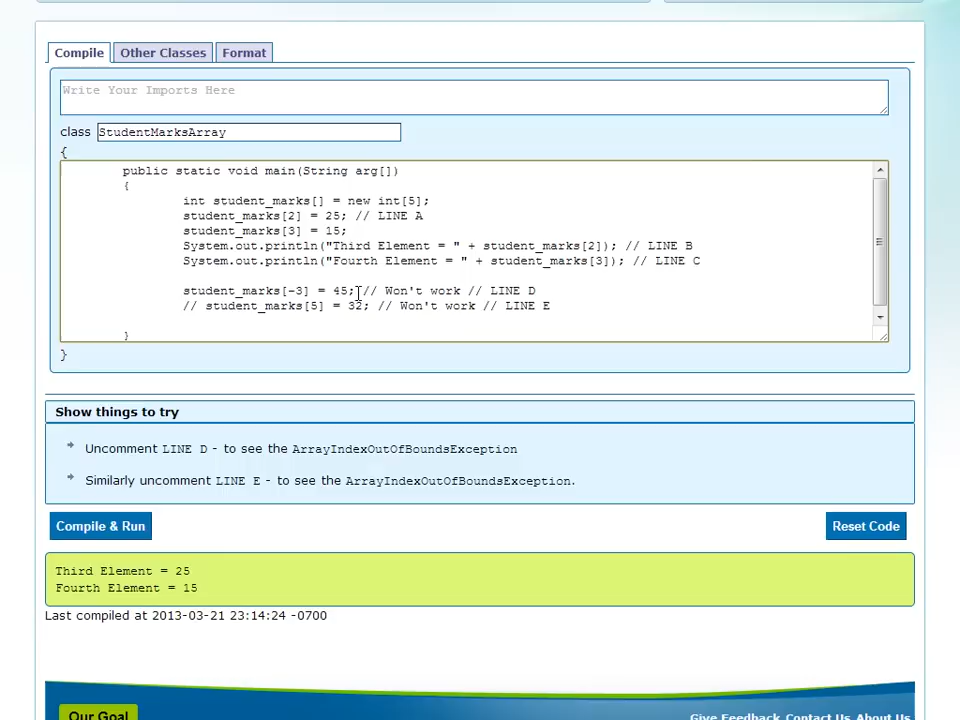 Compile Other Classes Format
Write Your Imports Here
class StudentMarksArray
{
public static void main(String arg[])
{
int student_marks[] = new int[5];
student_marks[2] = 25; // LINE A
student_marks[3] = 15;
System.out.println("Third Element = " + student_marks[2]); // LINE B
System.out.println("Fourth Element = " + student_marks[3]); // LINE C
student_marks[-3] = 45; // Won't work // LINE D
// student_marks[5] = 32; // Won't work // LINE E
}
}
Show things to try
Uncomment LINE D - to see the ArrayIndexOutOfBoundsException
Similarly uncomment LINE E - to see the ArrayIndexOutOfBoundsException.
Compile & Run Reset Code
Third Element = 25
Fourth Element = 15
Last compiled at 2013-03-21 23:14:24 -0700
Our Goal Give Feedback Contact Us About Us